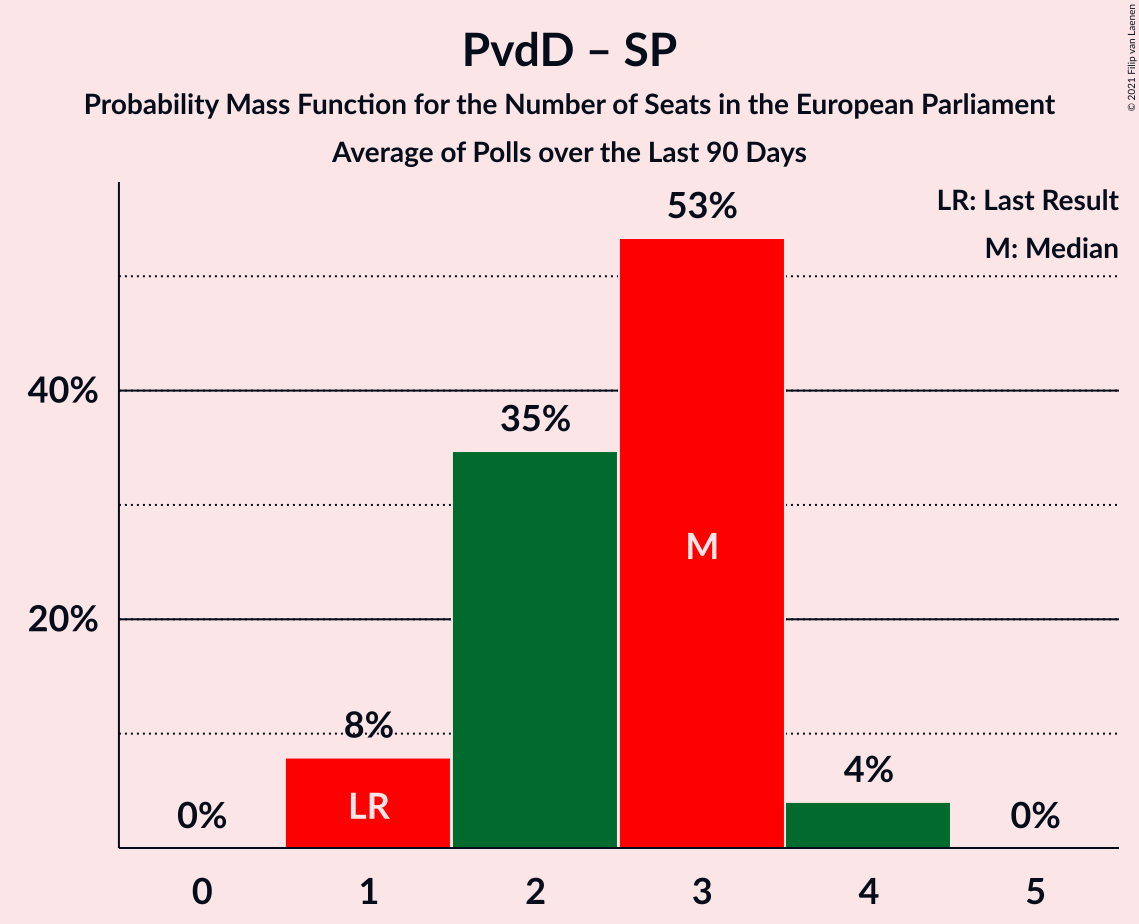 PvdD – SP
Probability Mass Function for the Number of Seats in the European Parliament
Average of Polls over the Last 90 Days
© 2021 Filip van Laenen
LR: Last Result
M: Median
53%
40%
35%
M
20%
8%
4%
LR
0%
0%
0 1 2 3 4 5